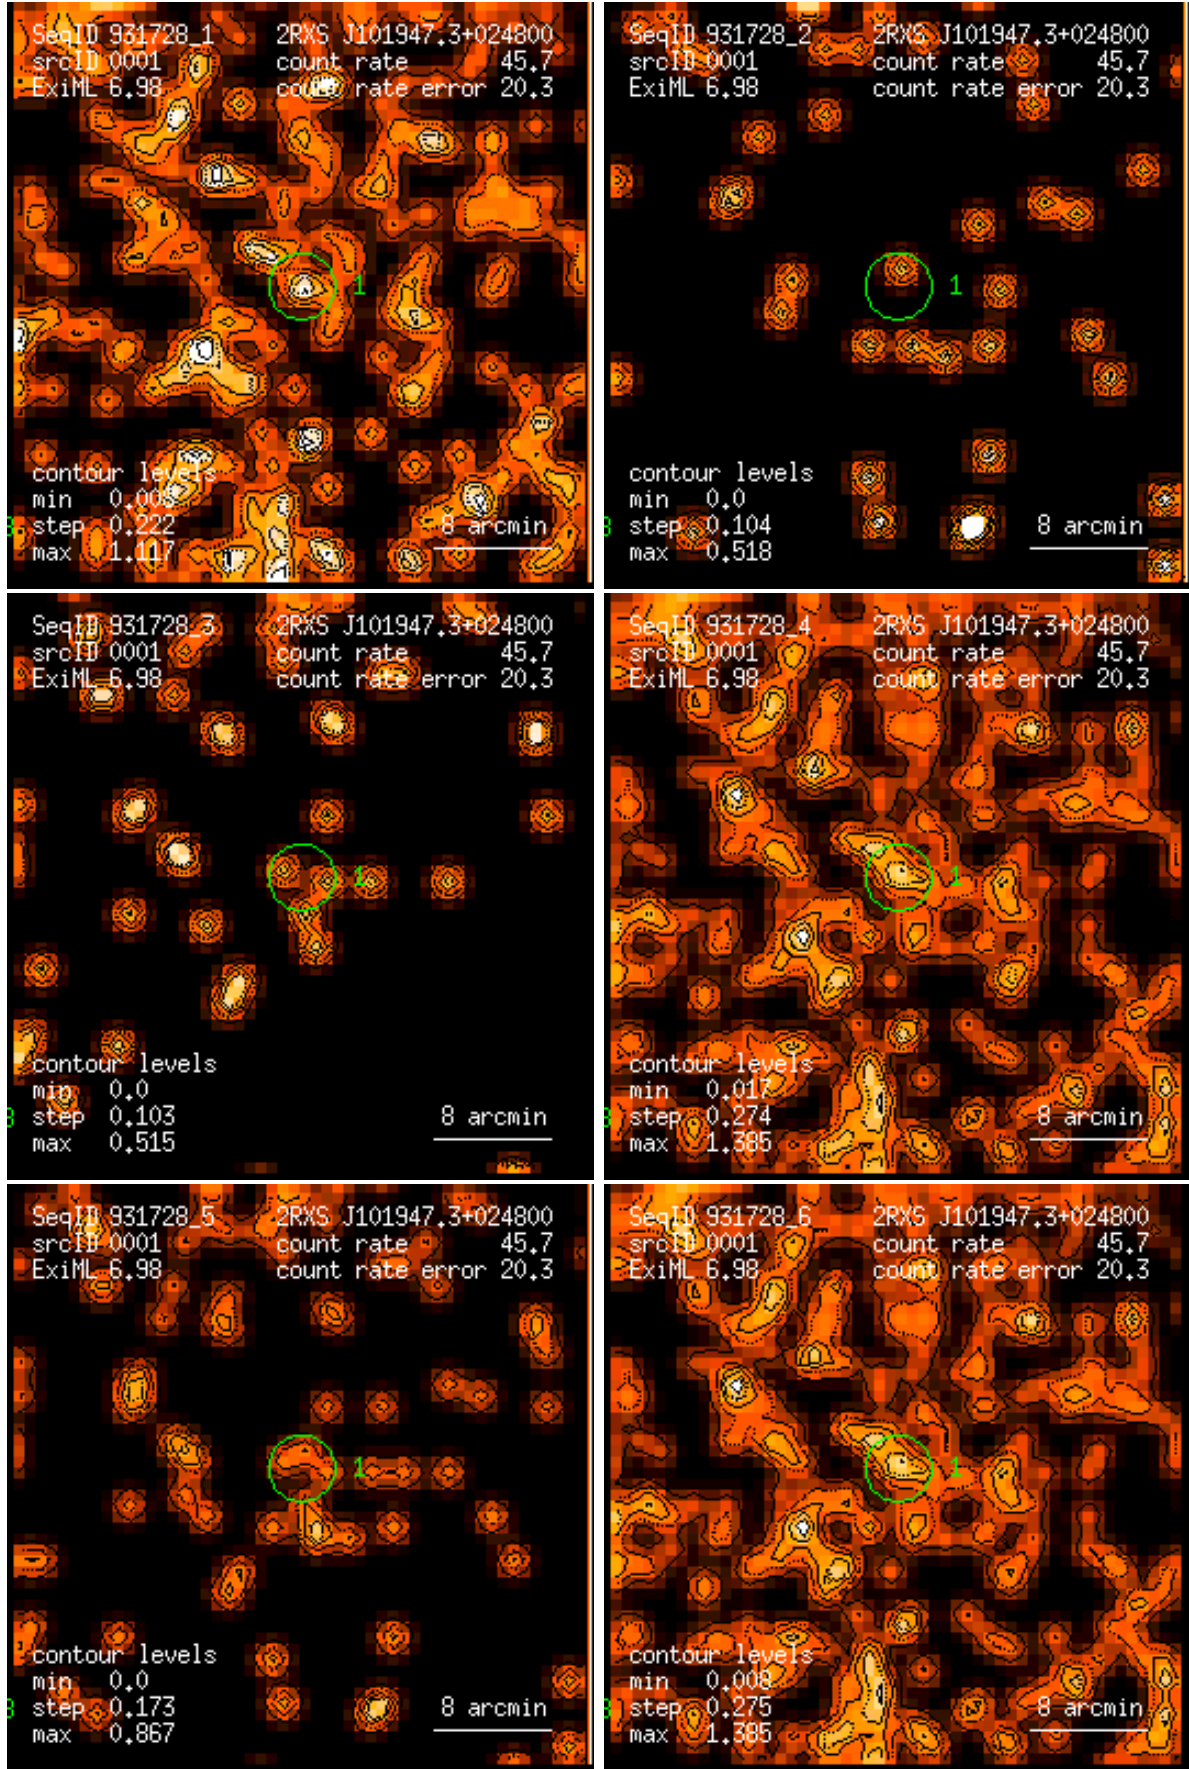 SeqID 931728_1 2RXS J101947.3+024800
srcID 0001 count rate 45.7
ExiML 6.98 count rate error 20.3
1
contour levels
min 0.005
step 0.222
max 1.117
8 arcmin
SeqID 931728_2 2RXS J101947.3+024800
srcID 0001 count rate 45.7
ExiML 6.98 count rate error 20.3
1
contour levels
min 0.0
step 0.104
max 0.518
8 arcmin
SeqID 931728_3 2RXS J101947.3+024800
srcID 0001 count rate 45.7
ExiML 6.98 count rate error 20.3
1
contour levels
min 0.0
step 0.103
max 0.515
8 arcmin
SeqID 931728_4 2RXS J101947.3+024800
srcID 0001 count rate 45.7
ExiML 6.98 count rate error 20.3
1
contour levels
min 0.017
step 0.274
max 1.385
8 arcmin
SeqID 931728_5 2RXS J101947.3+024800
srcID 0001 count rate 45.7
ExiML 6.98 count rate error 20.3
1
contour levels
min 0.0
step 0.173
max 0.867
8 arcmin
SeqID 931728_6 2RXS J101947.3+024800
srcID 0001 count rate 45.7
ExiML 6.98 count rate error 20.3
1
contour levels
min 0.008
step 0.275
max 1.385
8 arcmin